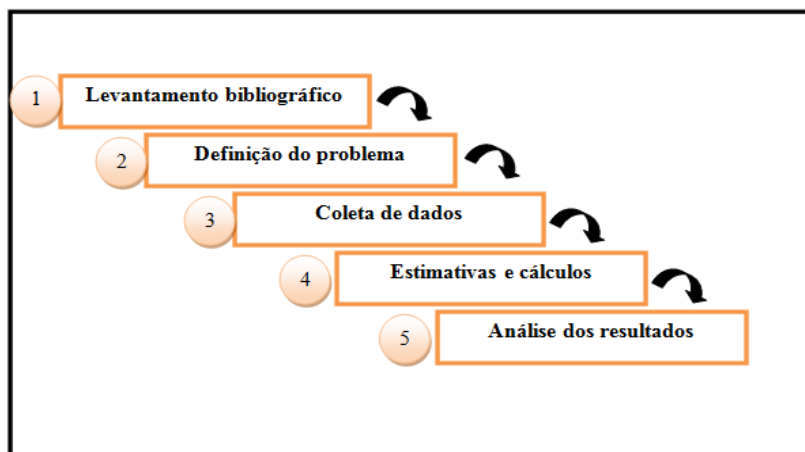 1 Levantamento bibliográfico
2 Definição do problema
3 Coleta de dados
4 Estimativas e cálculos
5 Análise dos resultados